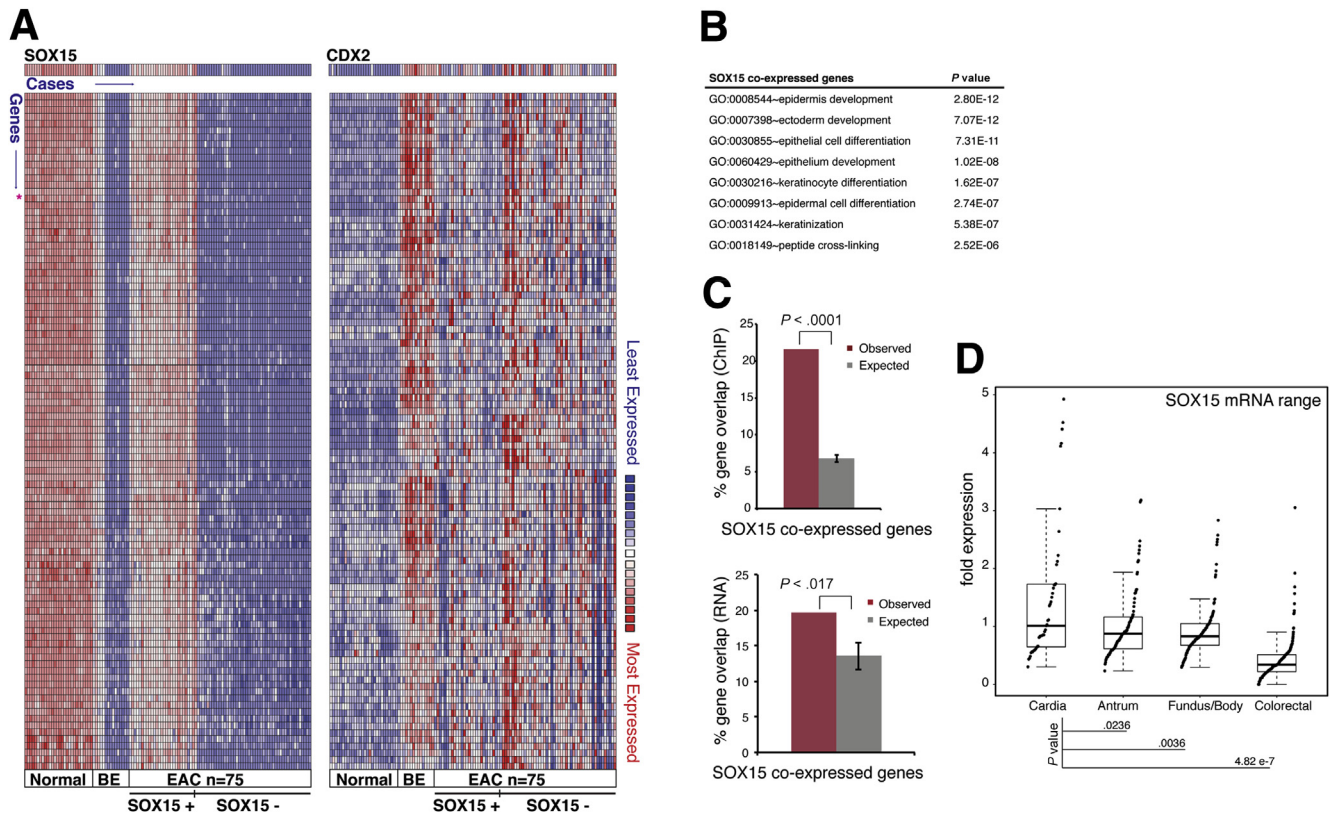 A
SOX15
CDX2
Cases
Genes
*
Least Expressed
Most Expressed
Normal
BE
EAC n=75
SOX15 +
SOX15 -
Normal
BE
EAC n=75
SOX15 +
SOX15 -
B
SOX15 co-expressed genes P value
GO:0008544~epidermis development 2.80E-12
GO:0007398~ectoderm development 7.07E-12
GO:0030855~epithelial cell differentiation 7.31E-11
GO:0060429~epithelium development 1.02E-08
GO:0030216~keratinocyte differentiation 1.62E-07
GO:0009913~epidermal cell differentiation 2.74E-07
GO:0031424~keratinization 5.38E-07
GO:0018149~peptide cross-linking 2.52E-06
C
P < .0001
25
20
15
10
5
0
% gene overlap (ChIP)
Observed
Expected
SOX15 co-expressed genes
P < .017
25
20
15
10
5
0
% gene overlap (RNA)
Observed
Expected
SOX15 co-expressed genes
D
SOX15 mRNA range
5
4
3
2
1
0
fold expression
Cardia
Antrum
Fundus/Body
Colorectal
P value
.0236
.0036
4.82 e-7